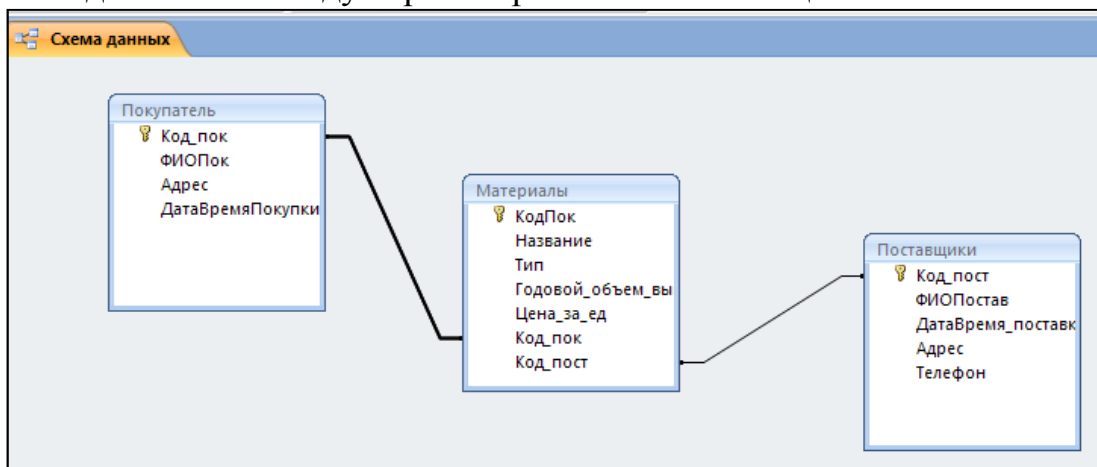 Схема данных
Покупатель
Код_пок
ФИОПок
Адрес
ДатаВремяПокупки
Материалы
КодПок
Название
Тип
Годовой_объем_вы
Цена_за_ед
Код_пок
Код_пост
Поставщики
Код_пост
ФИОПостав
ДатаВремя_поставк
Адрес
Телефон